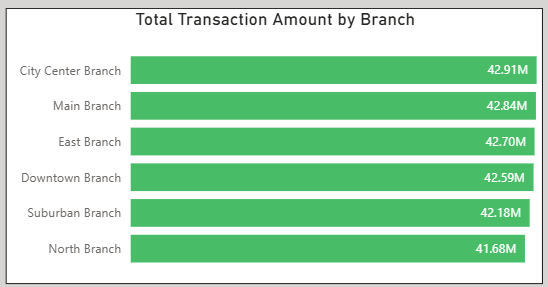 Total Transaction Amount by Branch
City Center Branch 42.91M
Main Branch 42.84M
East Branch 42.70M
Downtown Branch 42.59M
Suburban Branch 42.18M
North Branch 41.68M